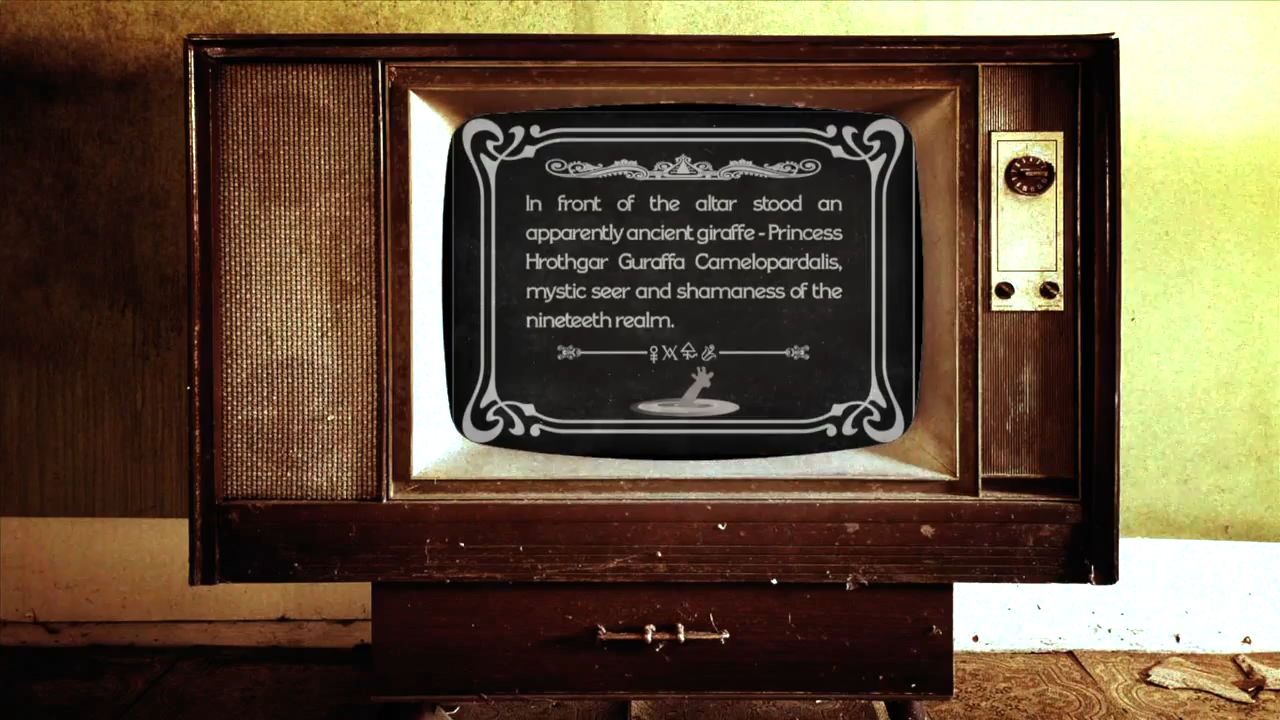 In front of the altar stood an
apparently ancient giraffe - Princess
Hrothgar Guraffa Camelopardalis,
mystic seer and shamaness of the
nineteeth realm.